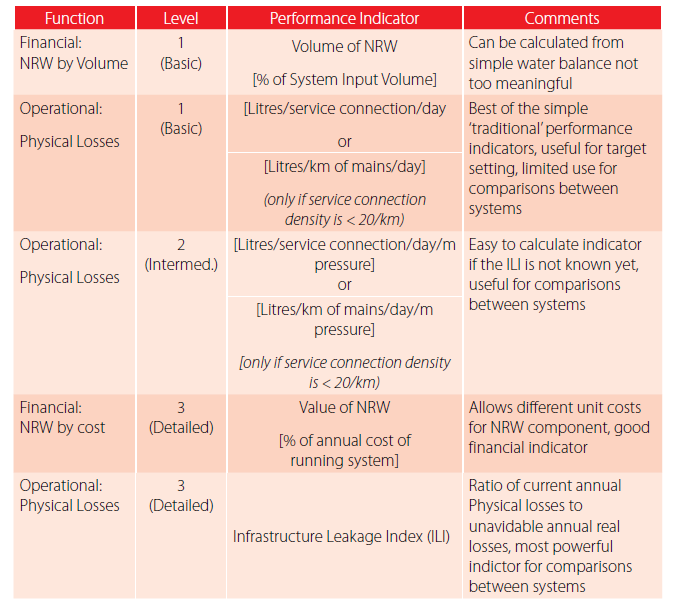 Function Level Performance Indicator Comments
Financial:
NRW by Volume
1
(Basic)
Volume of NRW
[% of System Input Volume]
Can be calculated from
simple water balance not
too meaningful
Operational:
Physical Losses
1
(Basic)
[Litres/service connection/day
or
[Litres/km of mains/day]
(only if service connection
density is < 20/km)
Best of the simple
‘traditional’ performance
indicators, useful for target
setting, limited use for
comparisons between
systems
Operational:
Physical Losses
2
(Intermed.)
[Litres/service connection/day/m
pressure]
or
[Litres/km of mains/day/m
pressure]
[only if service connection density
is < 20/km)
Easy to calculate indicator
if the ILI is not known yet,
useful for comparisons
between systems
Financial:
NRW by cost
3
(Detailed)
Value of NRW
[% of annual cost of
running system]
Allows different unit costs
for NRW component, good
financial indicator
Operational:
Physical Losses
3
(Detailed)
Infrastructure Leakage Index (ILI)
Ratio of current annual
Physical losses to
unavidable annual real
losses, most powerful
indictor for comparisons
between systems